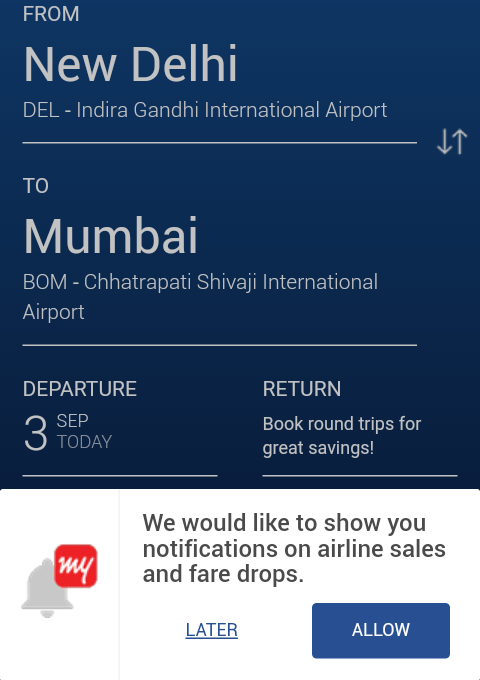 FROM
New Delhi
DEL - Indira Gandhi International Airport
TO
Mumbai
BOM - Chhatrapati Shivaji International
Airport
DEPARTURE
RETURN
3
SEP
TODAY
Book round trips for
great savings!
my
We would like to show you
notifications on airline sales
and fare drops.
LATER
ALLOW